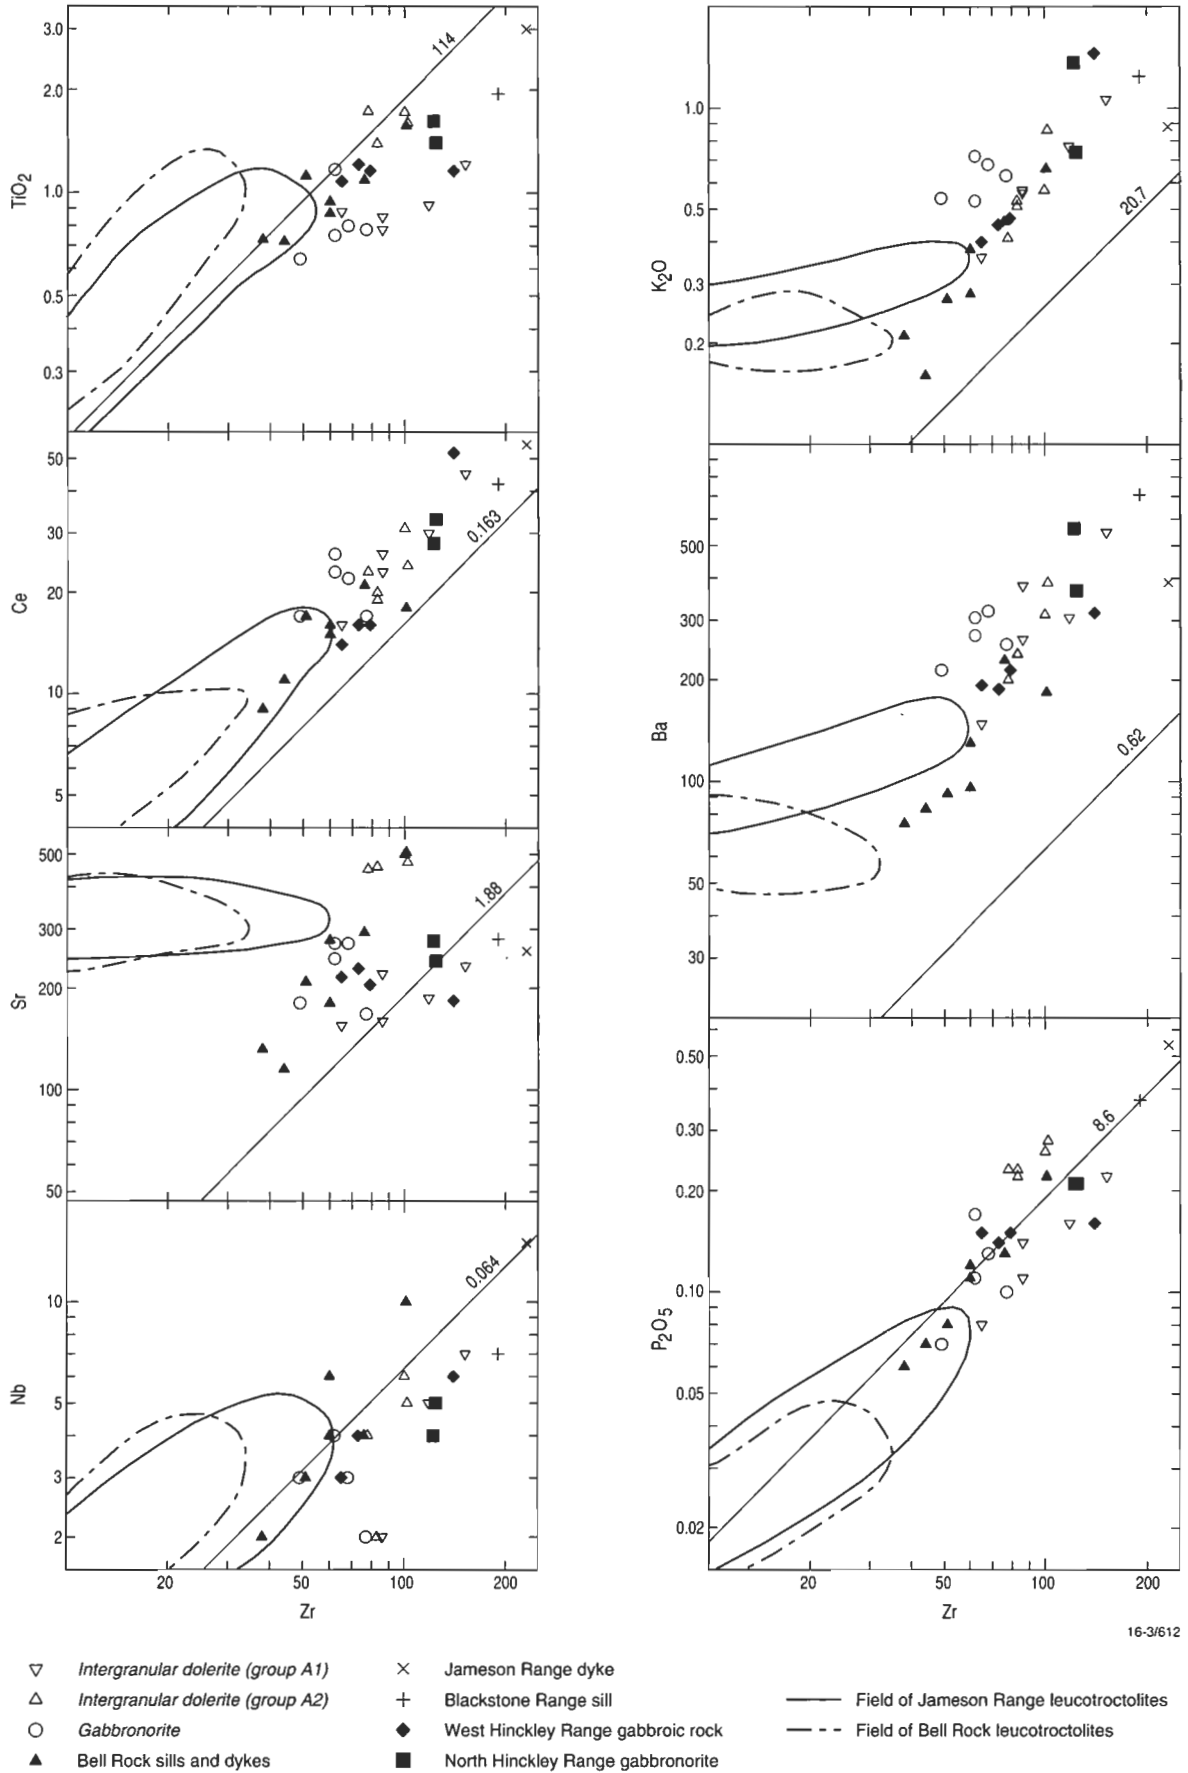 3.0
2.0
1.0
0.5
0.3
TiO2
114
50
30
20
10
5
Ce
0.163
500
300
200
100
50
Sr
1.88
10
5
3
2
Nb
0.064
20
50
100
200
Zr
1.0
0.5
0.3
0.2
K2O
20.7
500
300
200
100
50
30
Ba
0.62
0.50
0.30
0.20
0.10
0.05
0.02
P2O5
8.6
20
50
100
200
Zr
16-3/612
Intergranular dolerite (group A1)
Intergranular dolerite (group A2)
Gabbronorite
Bell Rock sills and dykes
Jameson Range dyke
Blackstone Range sill
West Hinckley Range gabbroic rock
North Hinckley Range gabbronorite
Field of Jameson Range leucotroctolites
Field of Bell Rock leucotroctolites